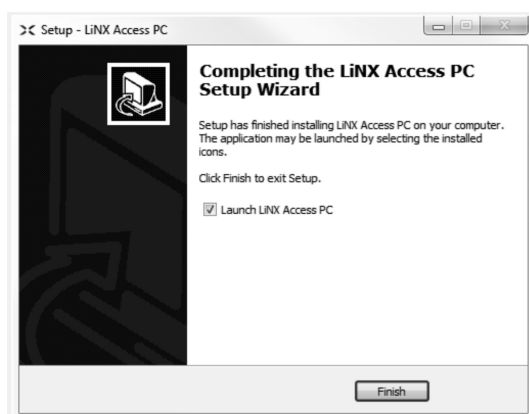 Setup - LiNX Access PC
Completing the LiNX Access PC
Setup Wizard
Setup has finished installing LiNX Access PC on your computer.
The application may be launched by selecting the installed
icons.
Click Finish to exit Setup.
Launch LiNX Access PC
Finish